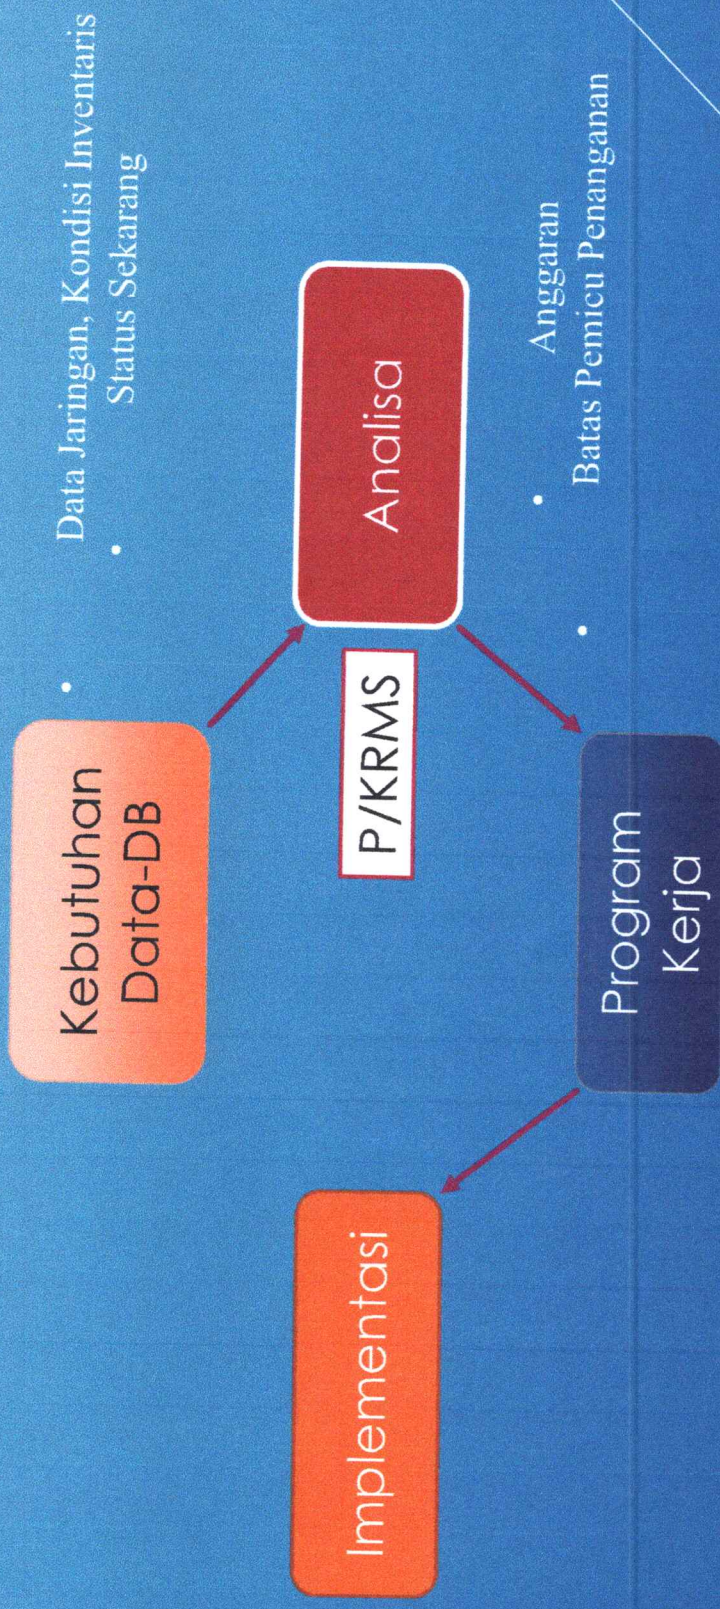 Kebutuhan
Data-DB
Data Jaringan, Kondisi Inventaris
Status Sekarang
Implementasi
P/KRMS
Analisa
Anggaran
Batas Pemicu Penanganan
Program
Kerja